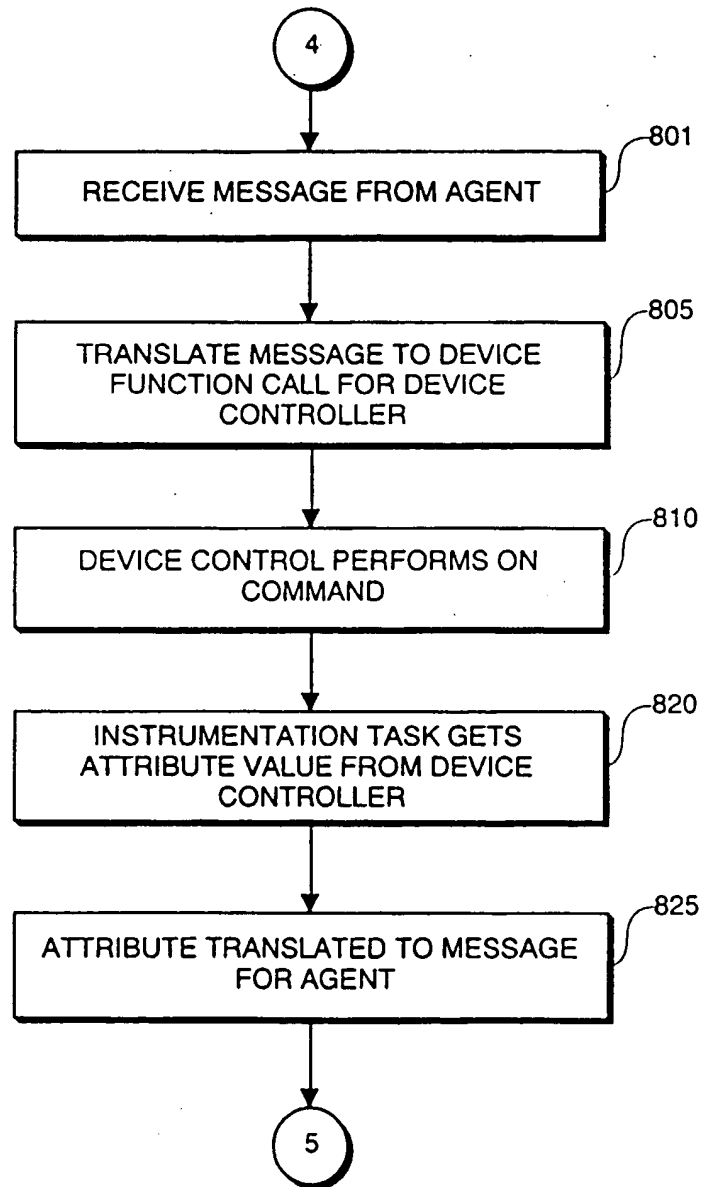 4
801
RECEIVE MESSAGE FROM AGENT
805
TRANSLATE MESSAGE TO DEVICE
FUNCTION CALL FOR DEVICE
CONTROLLER
810
DEVICE CONTROL PERFORMS ON
COMMAND
820
INSTRUMENTATION TASK GETS
ATTRIBUTE VALUE FROM DEVICE
CONTROLLER
825
ATTRIBUTE TRANSLATED TO MESSAGE
FOR AGENT
5